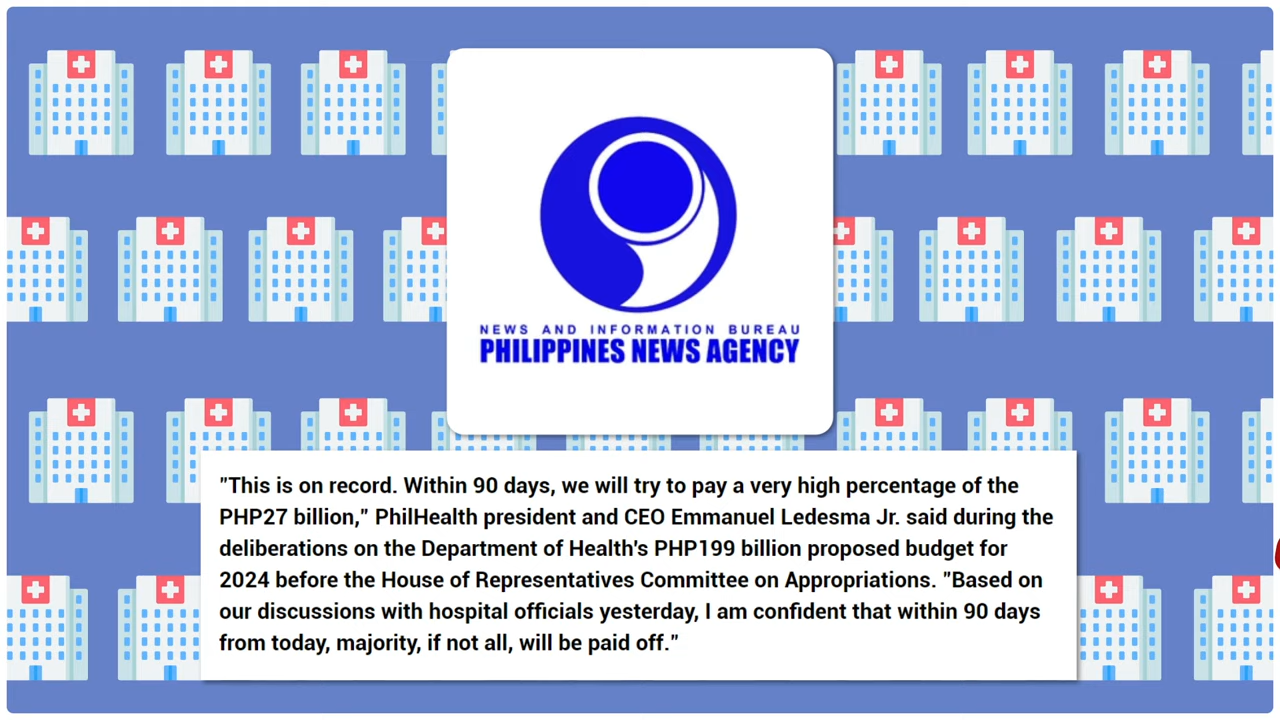 NEWS AND INFORMATION BUREAU
PHILIPPINES NEWS AGENCY
"This is on record. Within 90 days, we will try to pay a very high percentage of the
PHP27 billion," PhilHealth president and CEO Emmanuel Ledesma Jr. said during the
deliberations on the Department of Health's PHP199 billion proposed budget for
2024 before the House of Representatives Committee on Appropriations. "Based on
our discussions with hospital officials yesterday, I am confident that within 90 days
from today, majority, if not all, will be paid off."